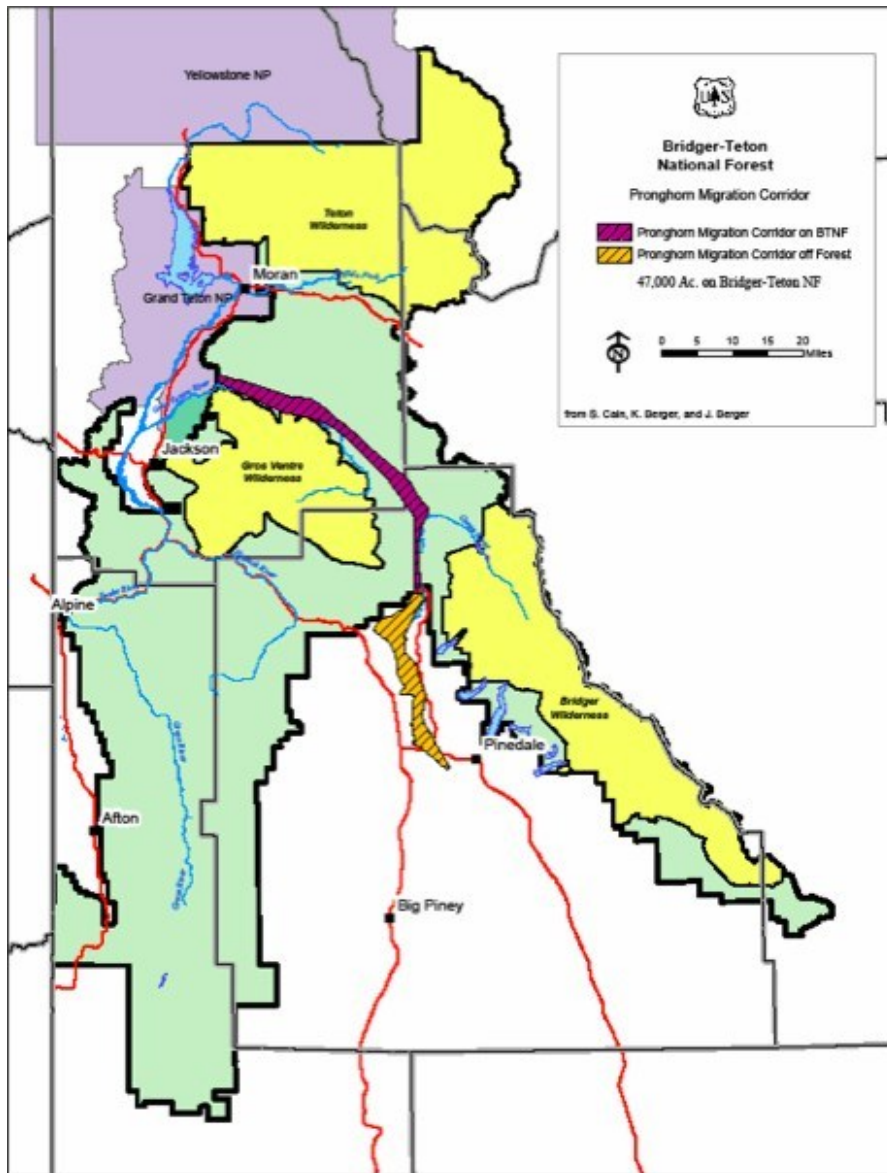 Yellowstone NP
Teton
Wilderness
Moran
Grand Teton NP
Jackson
Gros Ventre
Wilderness
Alpine
Bridger
Wilderness
Pinedale
Afton
Big Piney
U S
Bridger-Teton
National Forest
Pronghorn Migration Corridor
Pronghorn Migration Corridor on BTNF
Pronghorn Migration Corridor off Forest
47,000 Ac. on Bridger-Teton NF
N
0 5 10 15 20
Miles
from S. Cain, K. Berger, and J. Berger